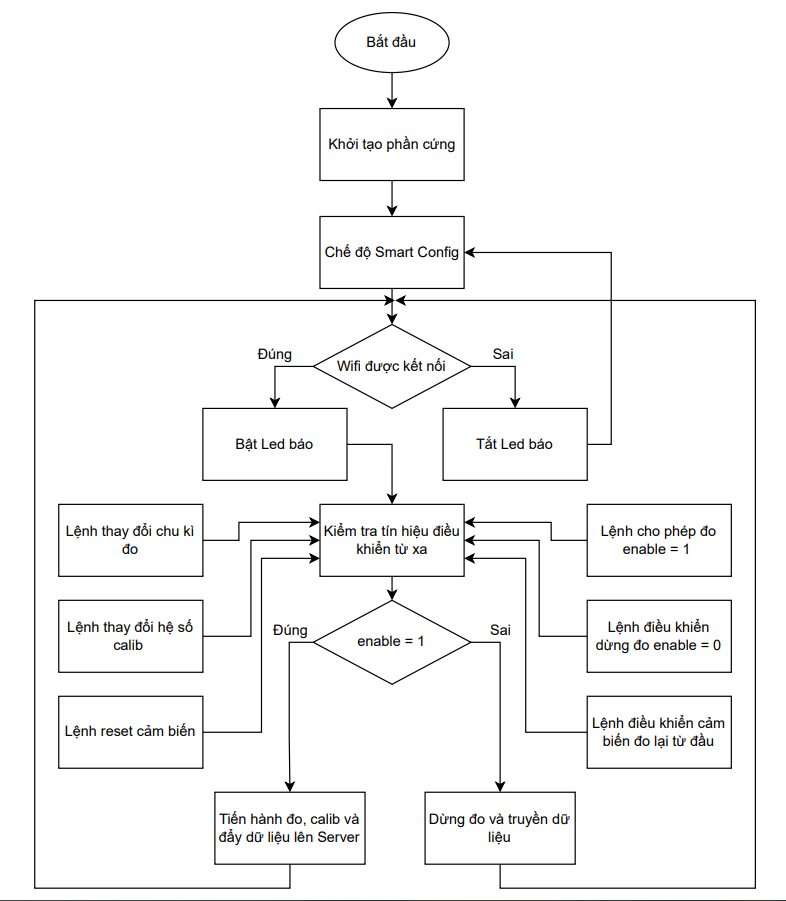 Bắt đầu
Khởi tạo phần cứng
Chế độ Smart Config
Wifi được kết nối
Đúng
Sai
Bật Led báo
Tắt Led báo
Lệnh thay đổi chu kì
đo
Kiểm tra tín hiệu điều
khiển từ xa
Lệnh cho phép đo
enable = 1
Lệnh thay đổi hệ số
calib
Đúng
enable = 1
Sai
Lệnh điều khiển
dừng đo enable = 0
Lệnh reset cảm biến
Lệnh điều khiển cảm
biến đo lại từ đầu
Tiến hành đo, calib và
đẩy dữ liệu lên Server
Dừng đo và truyền dữ
liệu